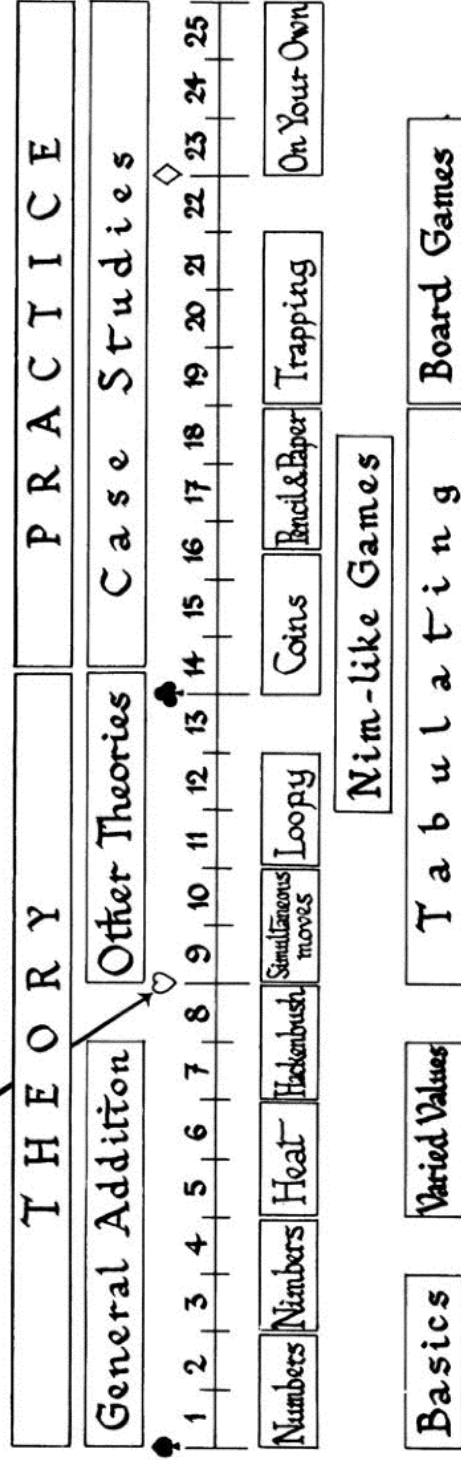 THEORY PRACTICE
General Addition Other Theories Case Studies
1 2 3 4 5 6 7 8 9 10 11 12 13 14 15 16 17 18 19 20 21 22 23 24 25
Numbers Nimbers Heat Hackenbush Simultaneous moves Loopy Coins Pencil & Paper Trapping On Your Own
Nim-like Games
Basics Varied Values Tabulating Board Games